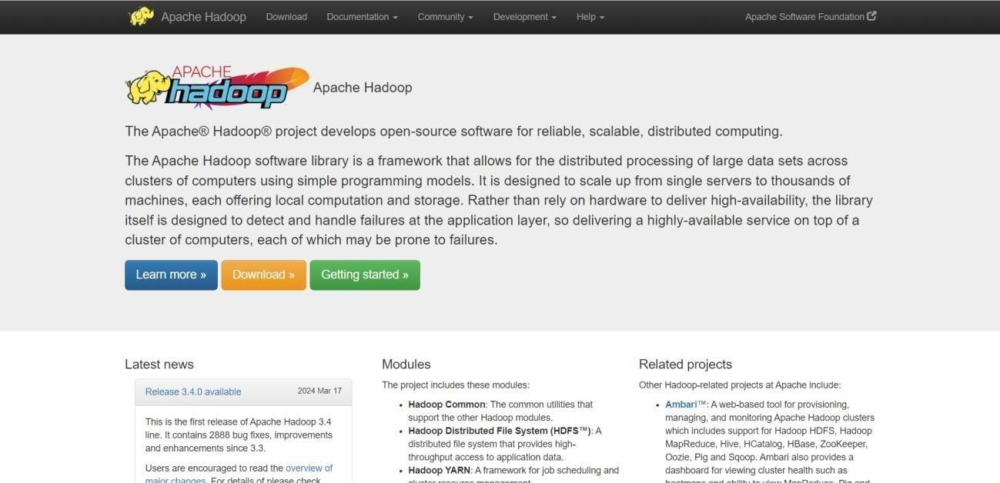 Apache Hadoop Download Documentation Community Development Help Apache Software Foundation
APACHE
hadoop
Apache Hadoop
The Apache® Hadoop® project develops open-source software for reliable, scalable, distributed computing.
The Apache Hadoop software library is a framework that allows for the distributed processing of large data sets across
clusters of computers using simple programming models. It is designed to scale up from single servers to thousands of
machines, each offering local computation and storage. Rather than rely on hardware to deliver high-availability, the library
itself is designed to detect and handle failures at the application layer, so delivering a highly-available service on top of a
cluster of computers, each of which may be prone to failures.
Learn more » Download » Getting started »
Latest news
Release 3.4.0 available 2024 Mar 17
This is the first release of Apache Hadoop 3.4
line. It contains 2888 bug fixes, improvements
and enhancements since 3.3.
Users are encouraged to read the overview of
major changes. For details of please check
Modules
The project includes these modules:
• Hadoop Common: The common utilities that
support the other Hadoop modules.
• Hadoop Distributed File System (HDFS™): A
distributed file system that provides high-
throughput access to application data.
• Hadoop YARN: A framework for job scheduling and
cluster resource management.
Related projects
Other Hadoop-related projects at Apache include:
• Ambari™: A web-based tool for provisioning,
managing, and monitoring Apache Hadoop clusters
which includes support for Hadoop HDFS, Hadoop
MapReduce, Hive, HCatalog, HBase, ZooKeeper,
Oozie, Pig and Sqoop. Ambari also provides a
dashboard for viewing cluster health such as
heatmaps and ability to view MapReduce, Pig and